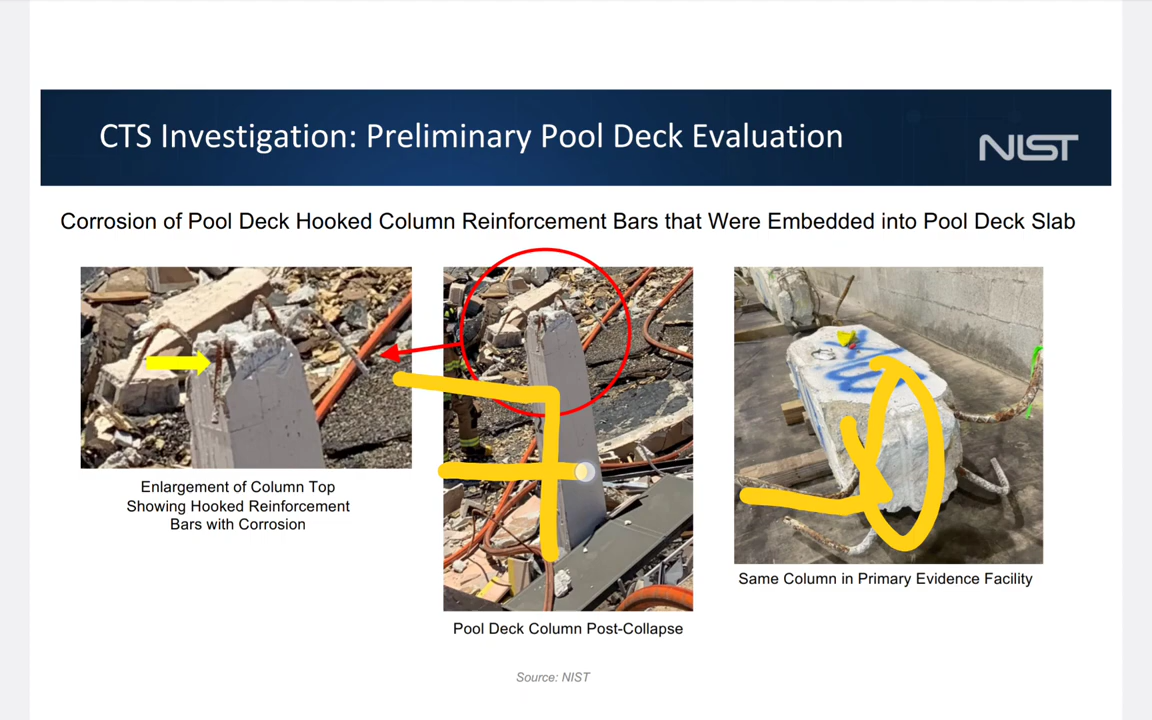 CTS Investigation: Preliminary Pool Deck Evaluation
NIST
Corrosion of Pool Deck Hooked Column Reinforcement Bars that Were Embedded into Pool Deck Slab
Enlargement of Column Top
Showing Hooked Reinforcement
Bars with Corrosion
Pool Deck Column Post-Collapse
Same Column in Primary Evidence Facility
Source: NIST